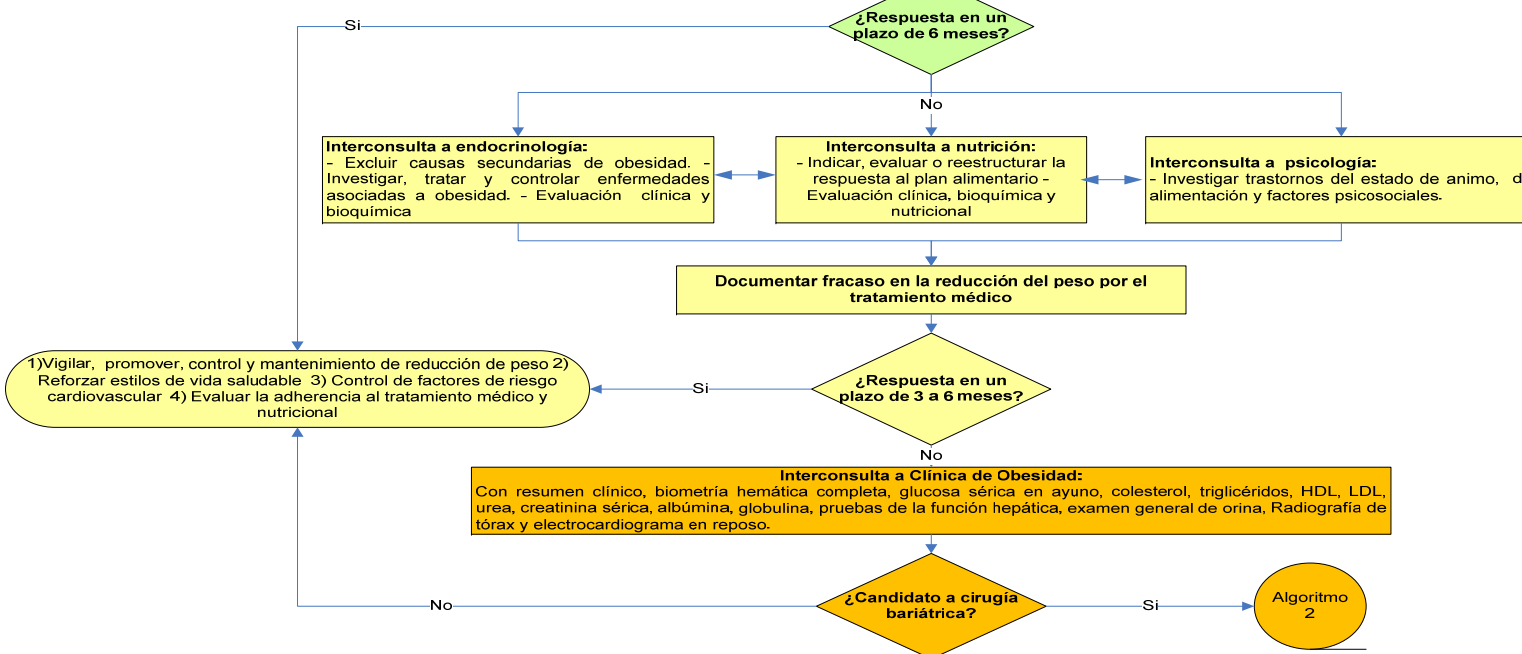 ¿Respuesta en un
plazo de 6 meses?
Si
No
Interconsulta a endocrinología:
- Excluir causas secundarias de obesidad. -
Investigar, tratar y controlar enfermedades
asociadas a obesidad. - Evaluación clínica y
bioquímica
Interconsulta a nutrición:
- Indicar, evaluar o reestructurar la
respuesta al plan alimentario -
Evaluación clínica, bioquímica y
nutricional
Interconsulta a psicología:
- Investigar trastornos del estado de animo,
alimentación y factores psicosociales.
Documentar fracaso en la reducción del peso por el
tratamiento médico
1)Vigilar, promover, control y mantenimiento de reducción de peso 2)
Reforzar estilos de vida saludable 3) Control de factores de riesgo
cardiovascular 4) Evaluar la adherencia al tratamiento médico y
nutricional
Si
¿Respuesta en un
plazo de 3 a 6 meses?
No
Interconsulta a Clínica de Obesidad:
Con resumen clínico, biometría hemática completa, glucosa sérica en ayuno, colesterol, triglicéridos, HDL, LDL,
urea, creatinina sérica, albúmina, globulina, pruebas de la función hepática, examen general de orina, Radiografía de
tórax y electrocardiograma en reposo.
No
¿Candidato a cirugía
bariátrica?
Si
Algoritmo
2